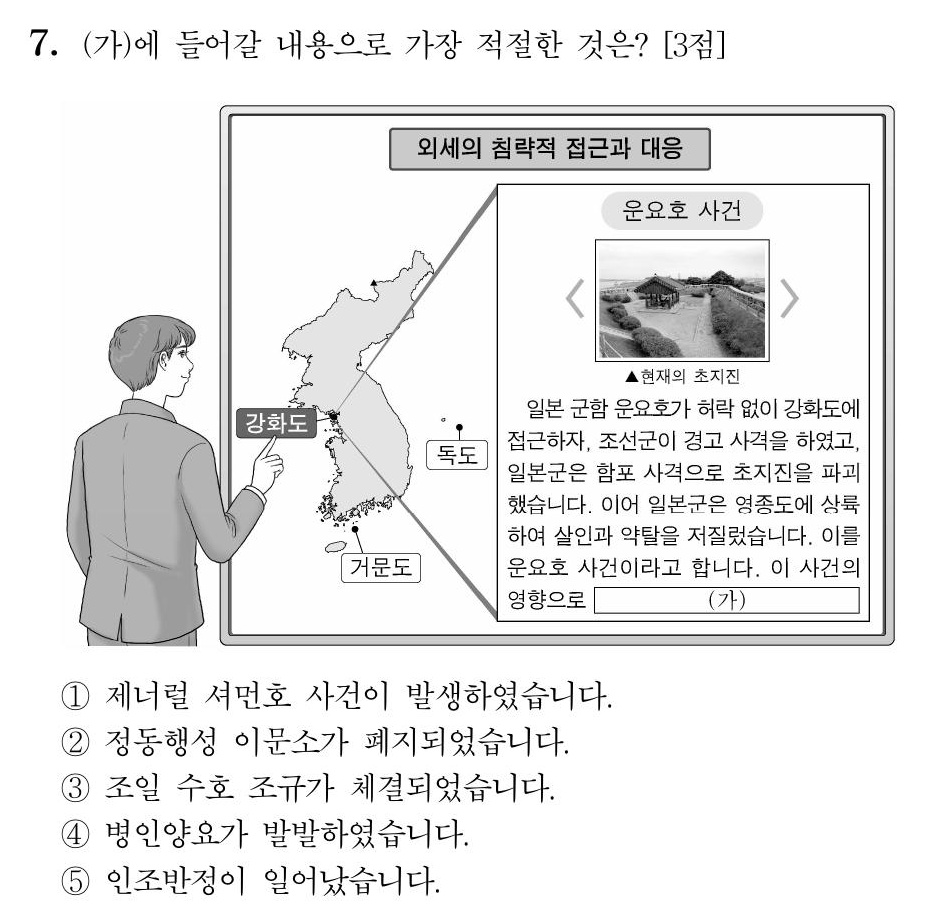 7. (가)에 들어갈 내용으로 가장 적절한 것은? [3점]
외세의 침략적 접근과 대응
운요호 사건
▲현재의 초지진
강화도
독도
거문도
일본 군함 운요호가 허락 없이 강화도에
접근하자, 조선군이 경고 사격을 하였고,
일본군은 함포 사격으로 초지진을 파괴
했습니다. 이어 일본군은 영종도에 상륙
하여 살인과 약탈을 저질렀습니다. 이를
운요호 사건이라고 합니다. 이 사건의
영향으로 (가)
① 제너럴 셔먼호 사건이 발생하였습니다.
② 정동행성 이문소가 폐지되었습니다.
③ 조일 수호 조규가 체결되었습니다.
④ 병인양요가 발발하였습니다.
⑤ 인조반정이 일어났습니다.